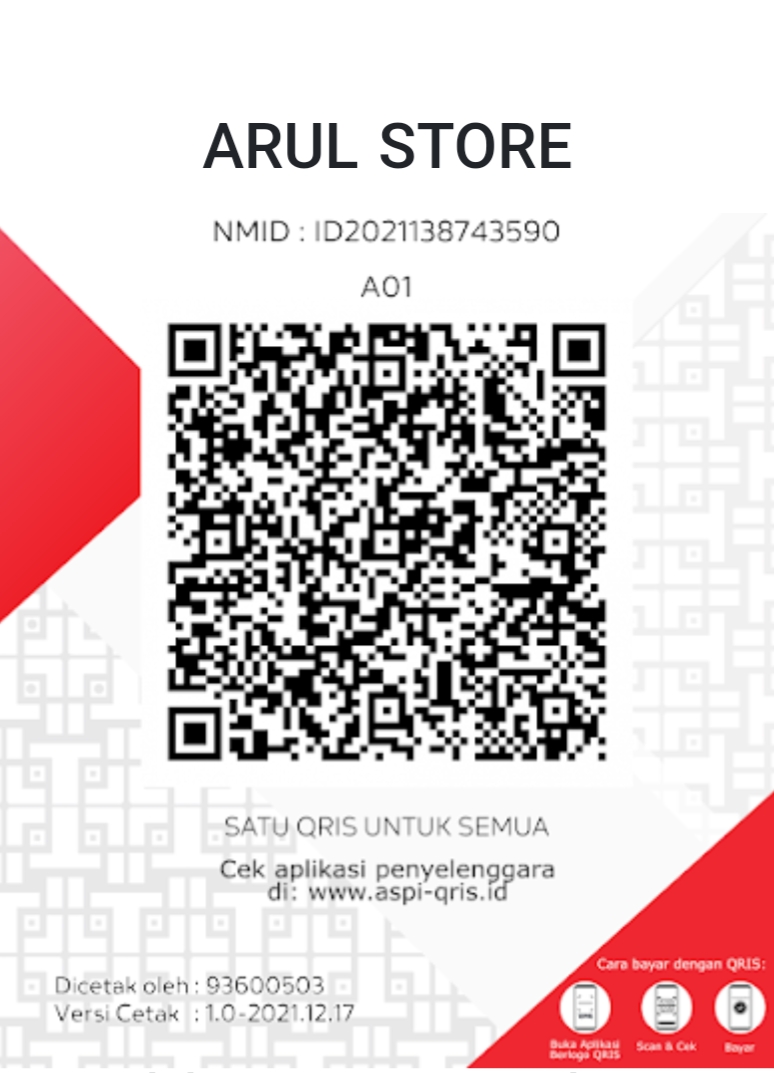 ARUL STORE
NMID : ID2021138743590
A01
SATU QRIS UNTUK SEMUA
Cek aplikasi penyelenggara
di: www.aspi-qris.id
Dicetak oleh : 93600503
Versi Cetak : 1.0-2021.12.17
Cara bayar dengan QRIS:
Buka Aplikasi
Berlogo QRIS
Scan & Cek
Bayar